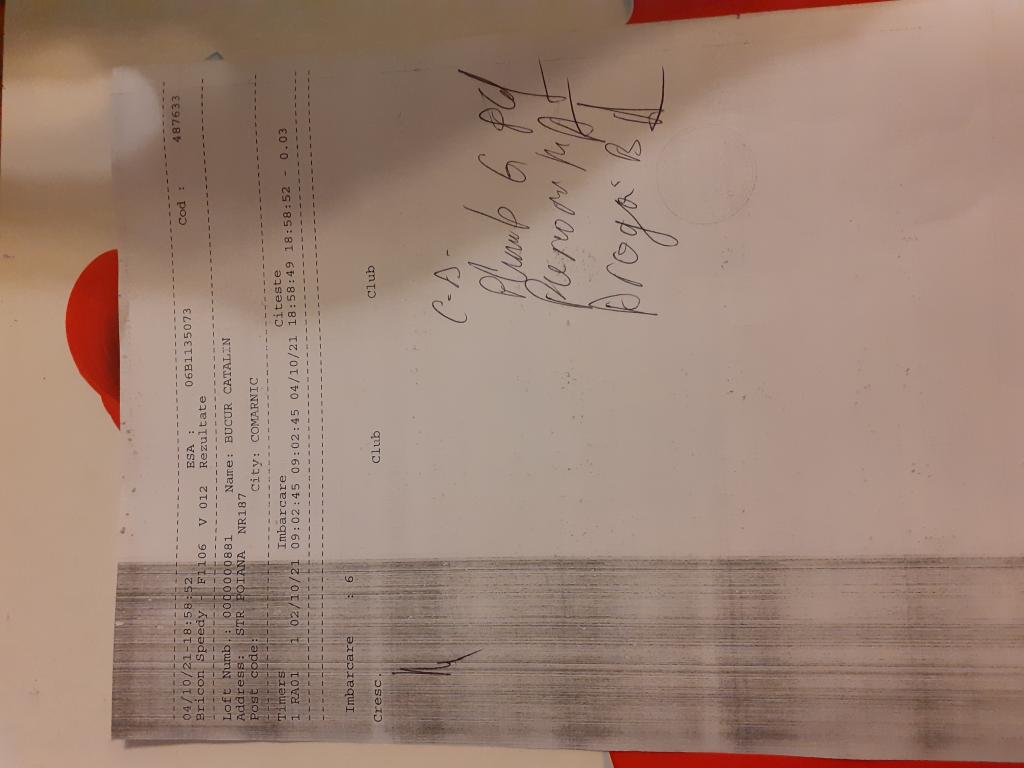 04/10/21-18:58:52 ESA : 06B1135073 Cod : 487633
Bricon Speedy - F1106 V 012 Rezultate
Loft Numb.: 0000000881 Name: BUCUR CATALIN
Address: STR POIANA NR187
Post code: City: COMARNIC
Timers Imbarcare Citeste
1 RA01 1 02/10/21 09:02:45 09:02:45 04/10/21 18:58:49 18:58:52 - 0.03
Imbarcare : 6
Cresc. Club Club
Plumb 6